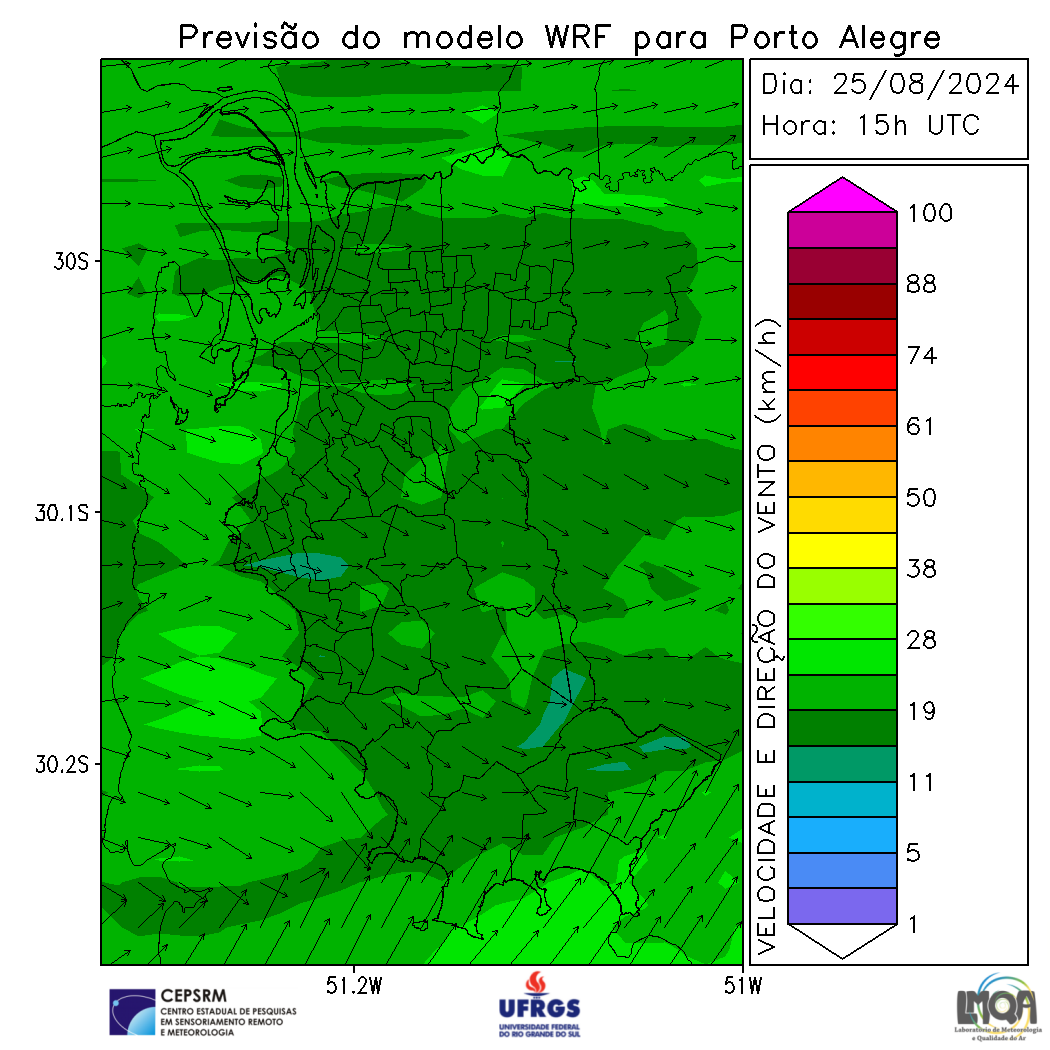 Previsão do modelo WRF para Porto Alegre
Dia: 25/08/2024
Hora: 15h UTC
30S
30.1S
30.2S
51.2W
51W
VELOCIDADE E DIREÇÃO DO VENTO (km/h)
100
88
74
61
50
38
28
19
11
5
1
CEPSRM
CENTRO ESTADUAL DE PESQUISAS
EM SENSORIAMENTO REMOTO
E METEOROLOGIA
UFRGS
UNIVERSIDADE FEDERAL
DO RIO GRANDE DO SUL
LMQA
Laboratório de Meteorologia
e Qualidade do Ar